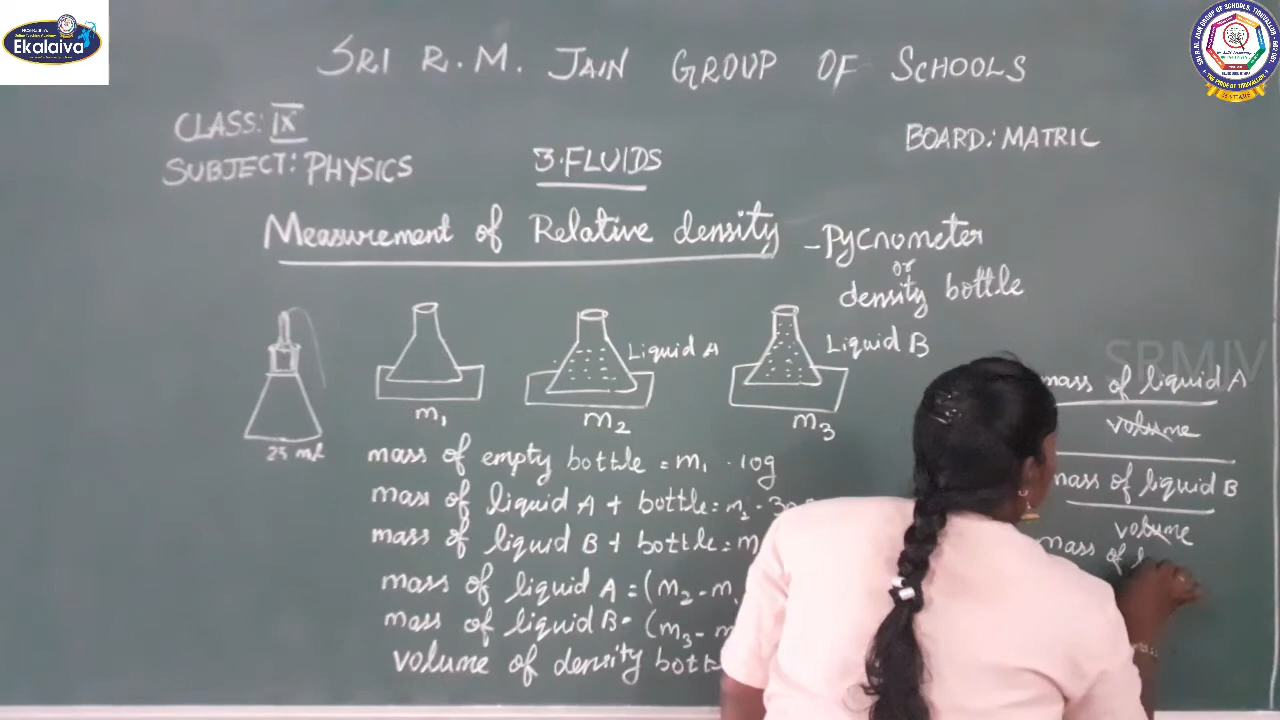 Ekalaiva
SRI R.M. JAIN GROUP OF SCHOOLS
CLASS: IX
SUBJECT: PHYSICS
BOARD: MATRIC
3. FLUIDS
Measurement of Relative density - Pycnometer
or
density bottle
Liquid A
Liquid B
m₁
m₂
m₃
25 ml
SRMJV
mass of empty bottle = m₁ - 10g
mass of liquid A + bottle = m₂ - 30
mass of liquid B + bottle = m
mass of liquid A = (m₂ - m₁
mass of liquid B = (m₃ - m
volume of density bott
mass of liquid A
volume
mass of liquid B
volume
mass of l